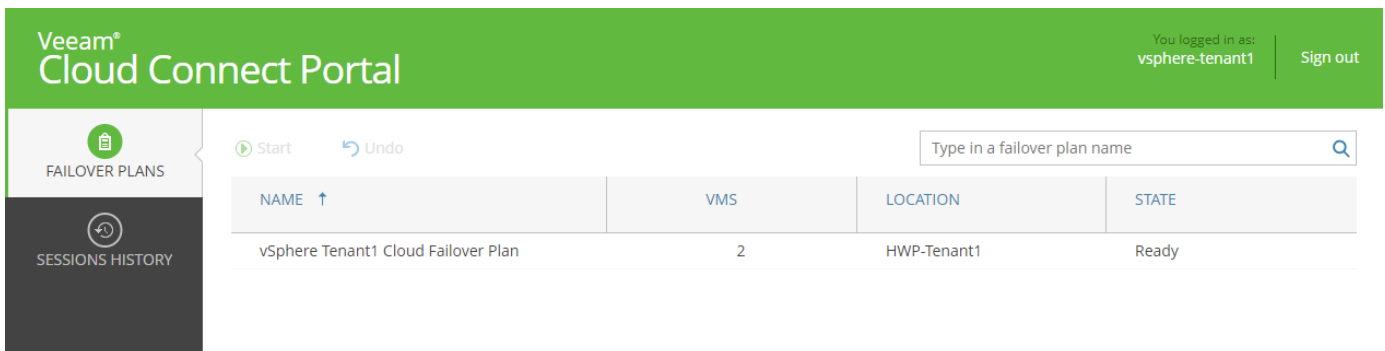 Veeam®
Cloud Connect Portal
You logged in as:
vsphere-tenant1
Sign out
FAILOVER PLANS
SESSIONS HISTORY
Start Undo
Type in a failover plan name
NAME ↑ VMS LOCATION STATE
vSphere Tenant1 Cloud Failover Plan 2 HWP-Tenant1 Ready